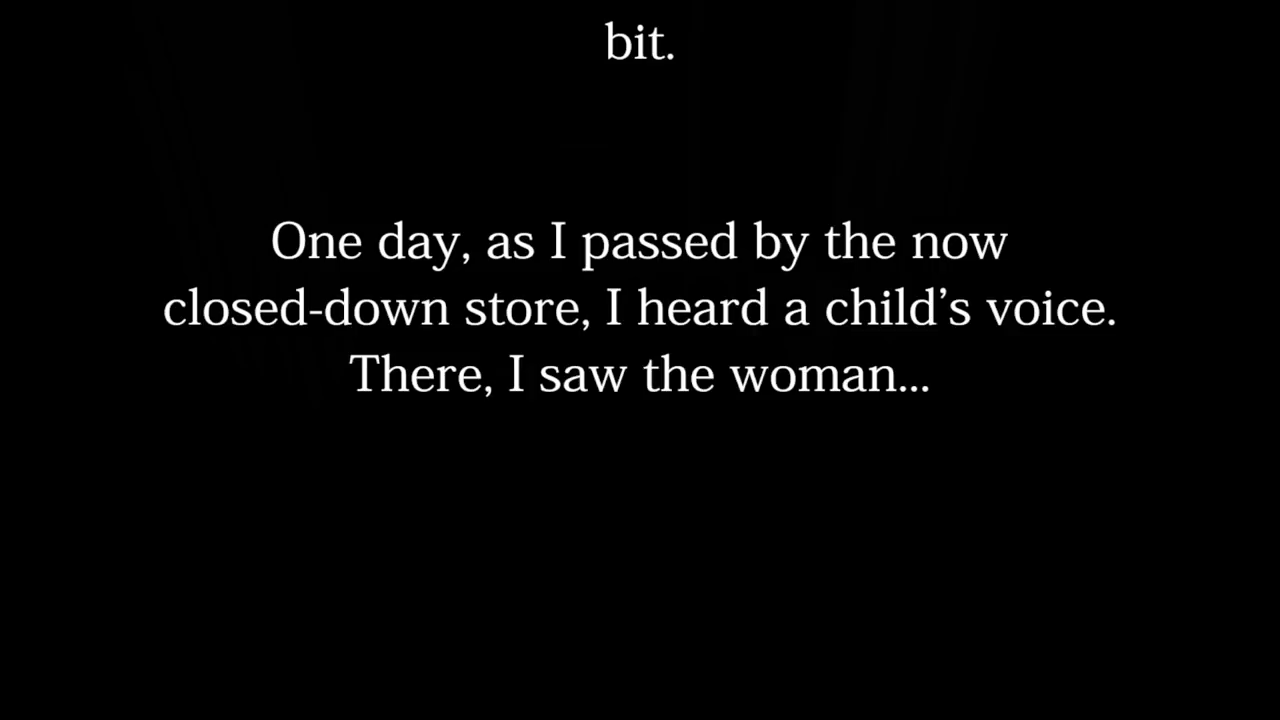 bit.
One day, as I passed by the now
closed-down store, I heard a child’s voice.
There, I saw the woman...